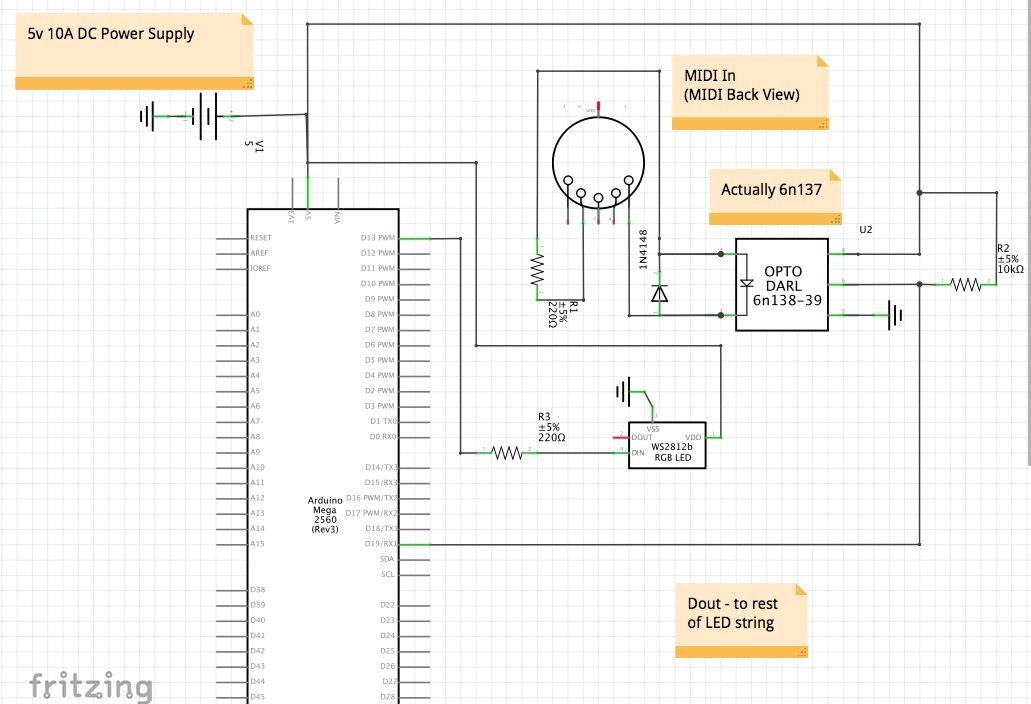 5v 10A DC Power Supply
MIDI In
(MIDI Back View)
V1
5
Actually 6n137
3V3
5V
VIN
U2
RESET
D13 PWM
AREF
D12 PWM
IOREF
D11 PWM
D10 PWM
D9 PWM
1N4148
OPTO
DARL
6n138-39
R2
±5%
10kΩ
R1
±5%
220Ω
A0
D8 PWM
A1
D7 PWM
A2
D6 PWM
A3
D5 PWM
A4
D4 PWM
A5
D2 PWM
A6
D3 PWM
A7
D1 TX0
A8
D0 RX0
A9
R3
±5%
220Ω
VSS
DOUT
VDD
WS2812b
DIN
RGB LED
A10
D14/TX3
A11
D15/RX3
A12
D16 PWM/TX2
A13
D17 PWM/RX2
A14
D18/TX1
A15
D19/RX1
Arduino
Mega
2560
(Rev3)
SDA
SCL
D38
D39
D22
D40
D23
D41
D24
D42
D25
D43
D26
D44
D27
D45
D28
Dout - to rest
of LED string
fritzing